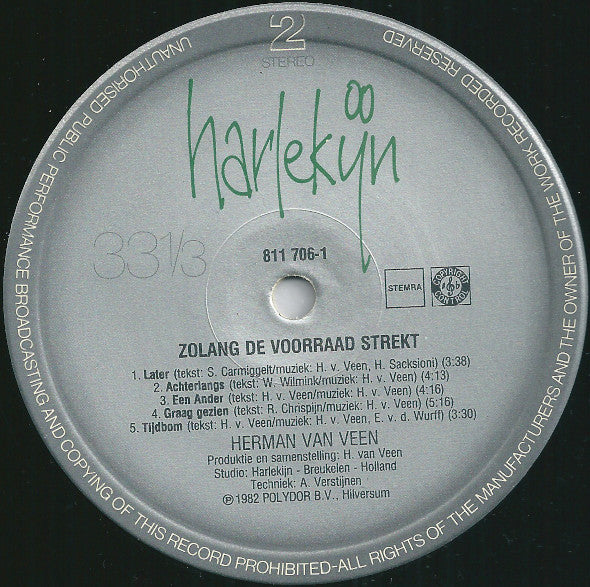 2
STEREO
harlekijn
33 1/3
811 706-1
STEMRA
COPYRIGHT CONTROL
ZOLANG DE VOORRAAD STREKT
1. Later (tekst: S. Carmiggelt/muziek: H. v. Veen, H. Sacksioni) (3:38)
2. Achterlangs (tekst: W. Wilmink/muziek: H. v. Veen) (4:13)
3. Een Ander (tekst: H. v. Veen/muziek: H. v. Veen) (4:16)
4. Graag gezien (tekst: R. Chrispijn/muziek: H. v. Veen) (5:16)
5. Tijdbom (tekst: H. v. Veen/muziek: H. v. Veen, E. v. d. Wurff) (3:30)
HERMAN VAN VEEN
Produktie en samenstelling: H. van Veen
Studio: Harlekijn - Breukelen - Holland
Techniek: A. Verstijnen
℗1982 POLYDOR B.V., Hilversum
UNAUTHORISED PUBLIC PERFORMANCE BROADCASTING AND COPYING OF THIS RECORD PROHIBITED-ALL RIGHTS OF THE MANUFACTURERS AND THE OWNER OF THE WORK RECORDED RESERVED